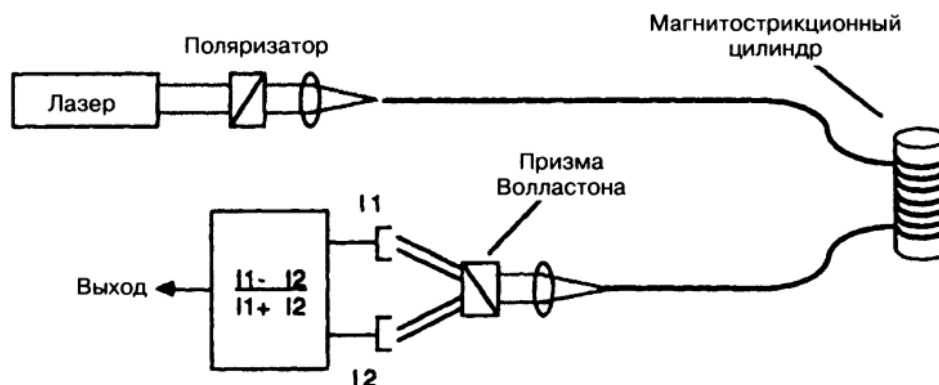 Магнитострикционный
цилиндр
Поляризатор
Лазер
Призма
Волластона
I1
I1- I2
I1+ I2
Выход
I2